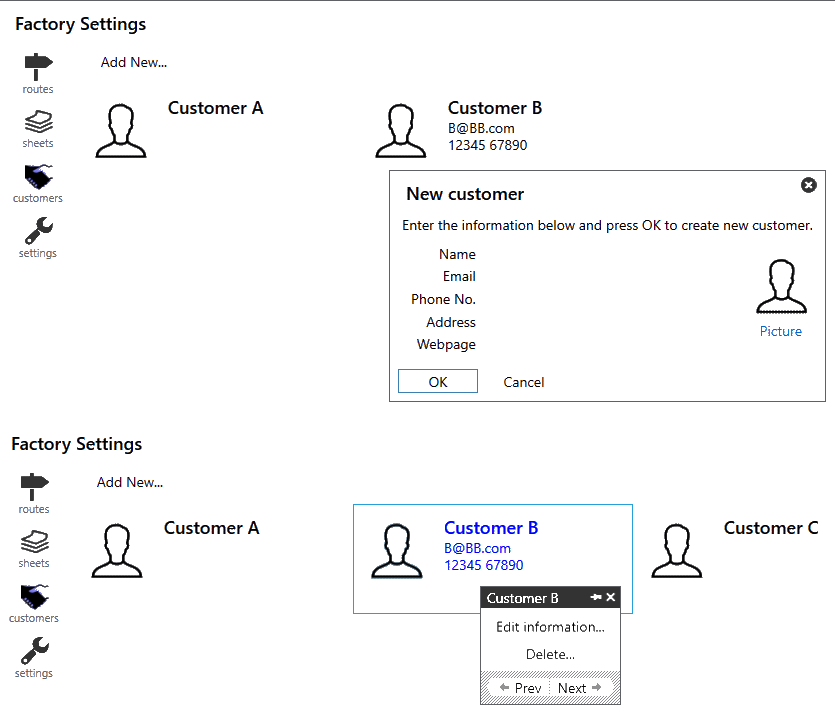 Factory Settings
routes
sheets
customers
settings
Add New...
Customer A
Customer B
B@BB.com
12345 67890
New customer
Enter the information below and press OK to create new customer.
Name
Email
Phone No.
Address
Webpage
Picture
OK
Cancel
Factory Settings
routes
sheets
customers
settings
Add New...
Customer A
Customer B
B@BB.com
12345 67890
Customer C
Customer B
Edit information...
Delete...
Prev
Next